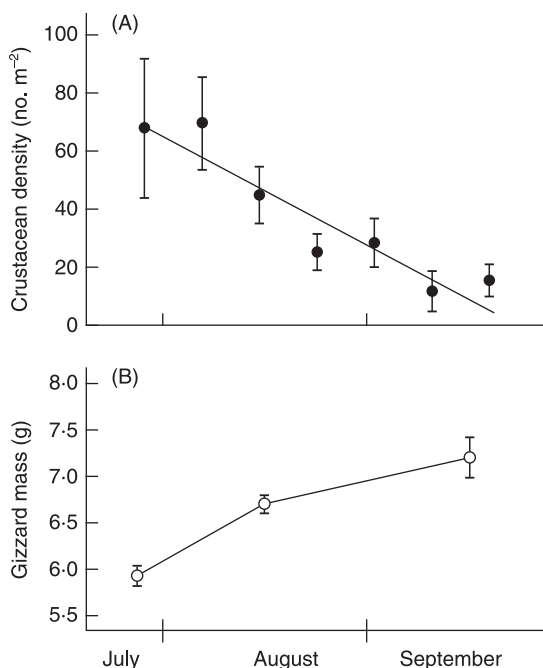 (A)
Crustacean density (no. m⁻²)
100
80
60
40
20
0
(B)
Gizzard mass (g)
8·0
7·5
7·0
6·5
6·0
5·5
July August September